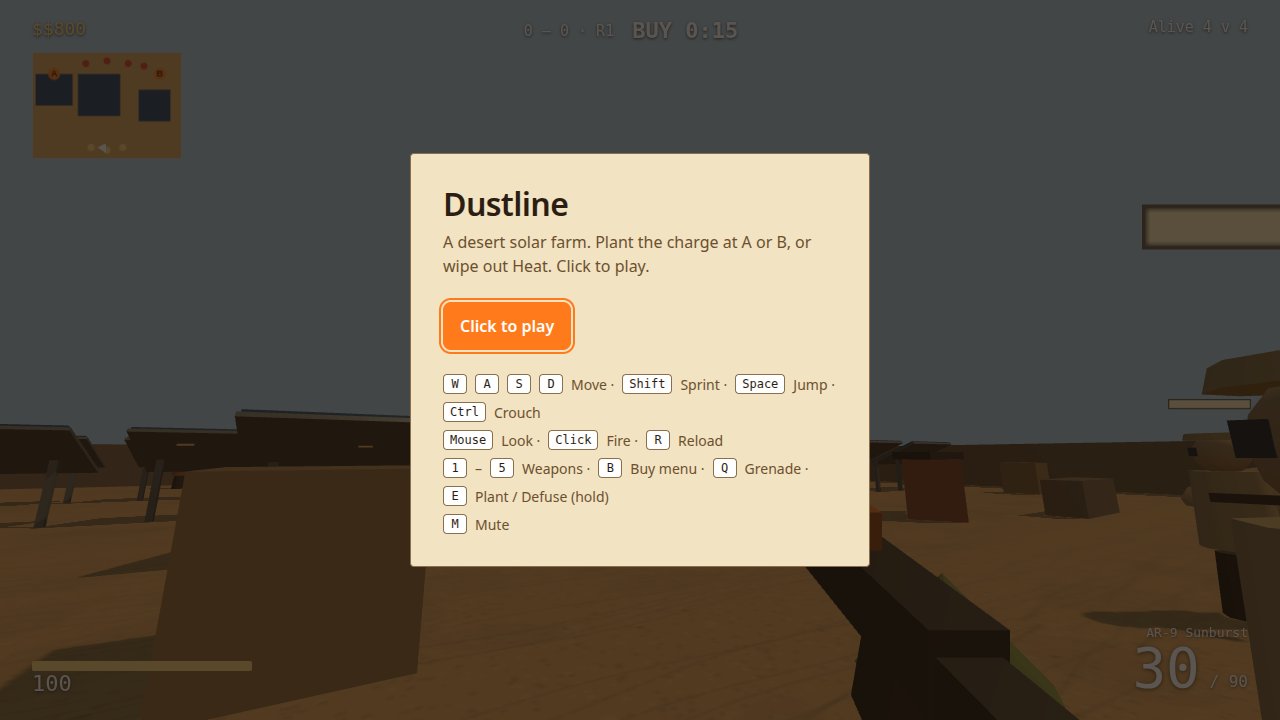 $$800
0 — 0 · R1 BUY 0:15
Alive 4 v 4
A
B
Dustline
A desert solar farm. Plant the charge at A or B, or
wipe out Heat. Click to play.
Click to play
W A S D Move · Shift Sprint · Space Jump ·
Ctrl Crouch
Mouse Look · Click Fire · R Reload
1 – 5 Weapons · B Buy menu · Q Grenade ·
E Plant / Defuse (hold)
M Mute
100
AR-9 Sunburst
30 / 90